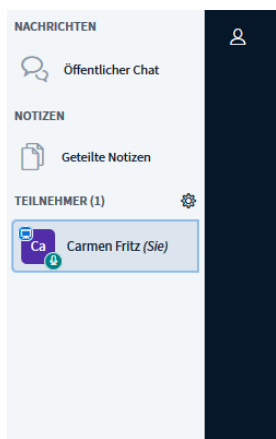 NACHRICHTEN
Öffentlicher Chat
NOTIZEN
Geteilte Notizen
TEILNEHMER (1)
Ca
Carmen Fritz (Sie)